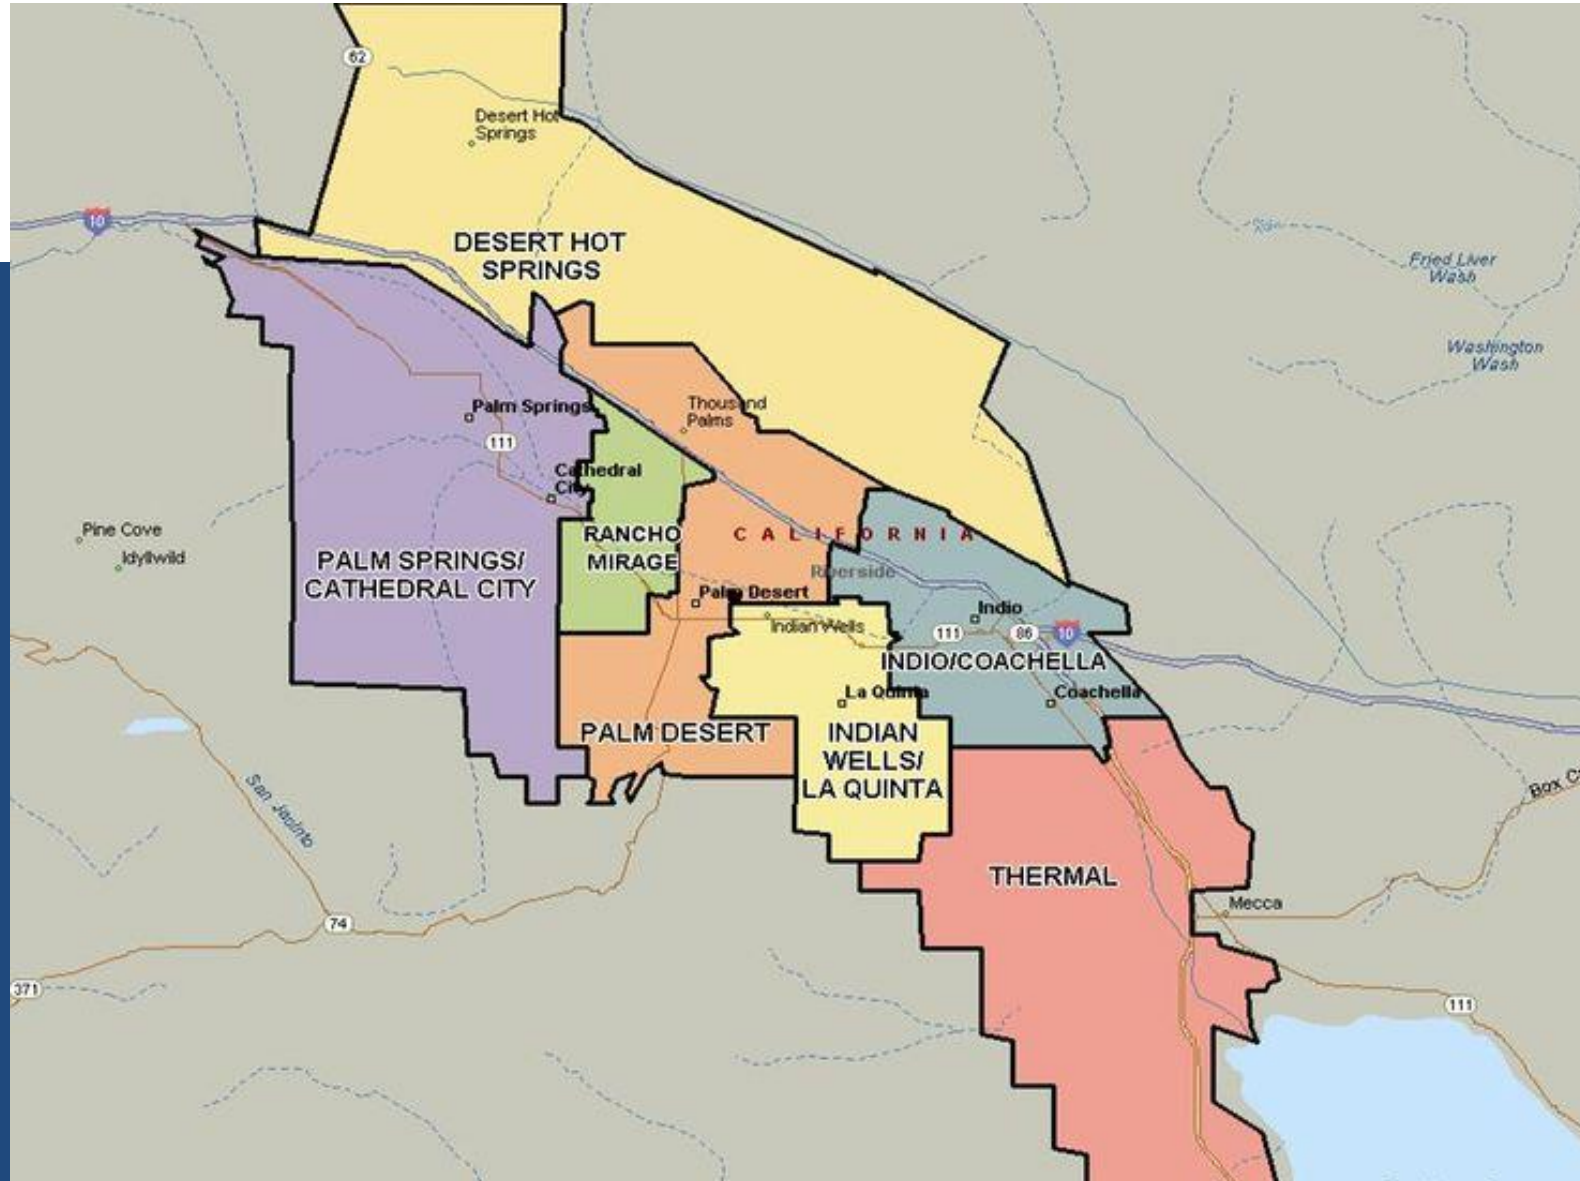 62
Desert Hot
Springs
10
DESERT HOT
SPRINGS
Fried Liver
Wash
Washington
Wash
Palm Springs
Thousand
Palms
111
Cathedral
City
Pine Cove
Idyllwild
RANCHO
MIRAGE
CALIFORNIA
PALM SPRINGS/
CATHEDRAL CITY
Riverside
Palm Desert
Indio
Indian Wells
111
86
10
INDIO/COACHELLA
La Quinta
Coachella
PALM DESERT
INDIAN
WELLS/
LA QUINTA
San Jacinto
Box C
THERMAL
Mecca
74
371
111